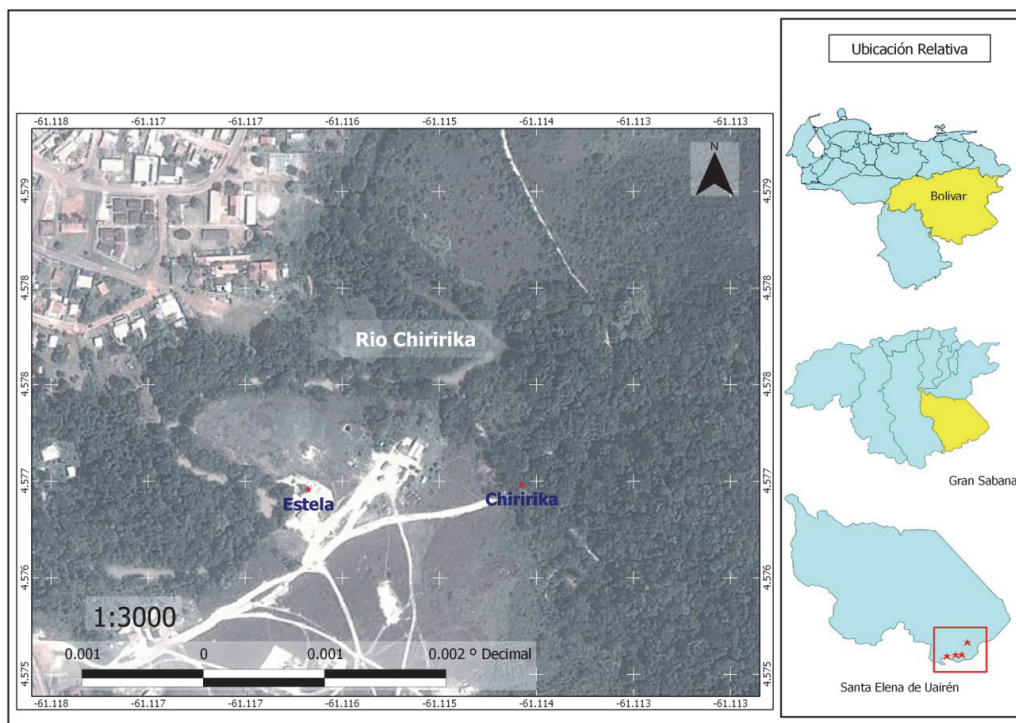 Ubicación Relativa
-61.118 -61.117 -61.117 -61.116 -61.115 -61.114 -61.113 -61.113
N
4.579 4.579
Bolívar
4.578 4.578
Rio Chiririka
4.578 4.578
4.577 4.577
Gran Sabana
Estela Chiririka
4.576 4.576
1:3000
0.001 0 0.001 0.002 º Decimal
4.575 4.575
Santa Elena de Uairén
-61.118 -61.117 -61.117 -61.116 -61.115 -61.114 -61.113 -61.113